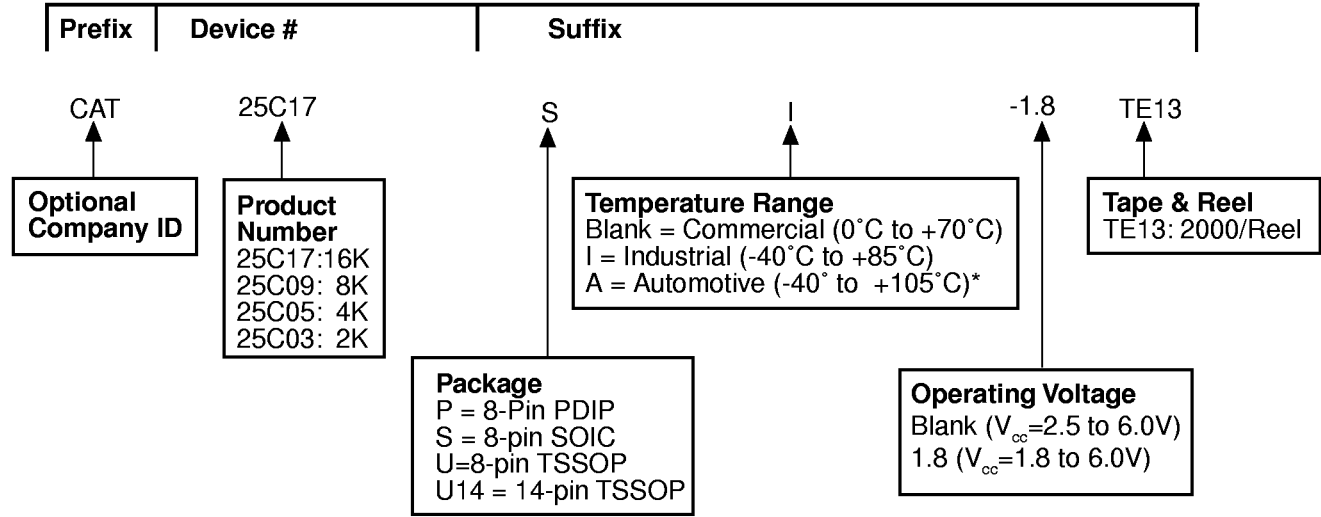 Prefix Device # Suffix
CAT 25C17 S I -1.8 TE13
Optional
Company ID
Product
Number
25C17:16K
25C09: 8K
25C05: 4K
25C03: 2K
Temperature Range
Blank = Commercial (0˚C to +70˚C)
I = Industrial (-40˚C to +85˚C)
A = Automotive (-40˚ to +105˚C)*
Tape & Reel
TE13: 2000/Reel
Package
P = 8-Pin PDIP
S = 8-pin SOIC
U=8-pin TSSOP
U14 = 14-pin TSSOP
Operating Voltage
Blank (Vcc=2.5 to 6.0V)
1.8 (Vcc=1.8 to 6.0V)